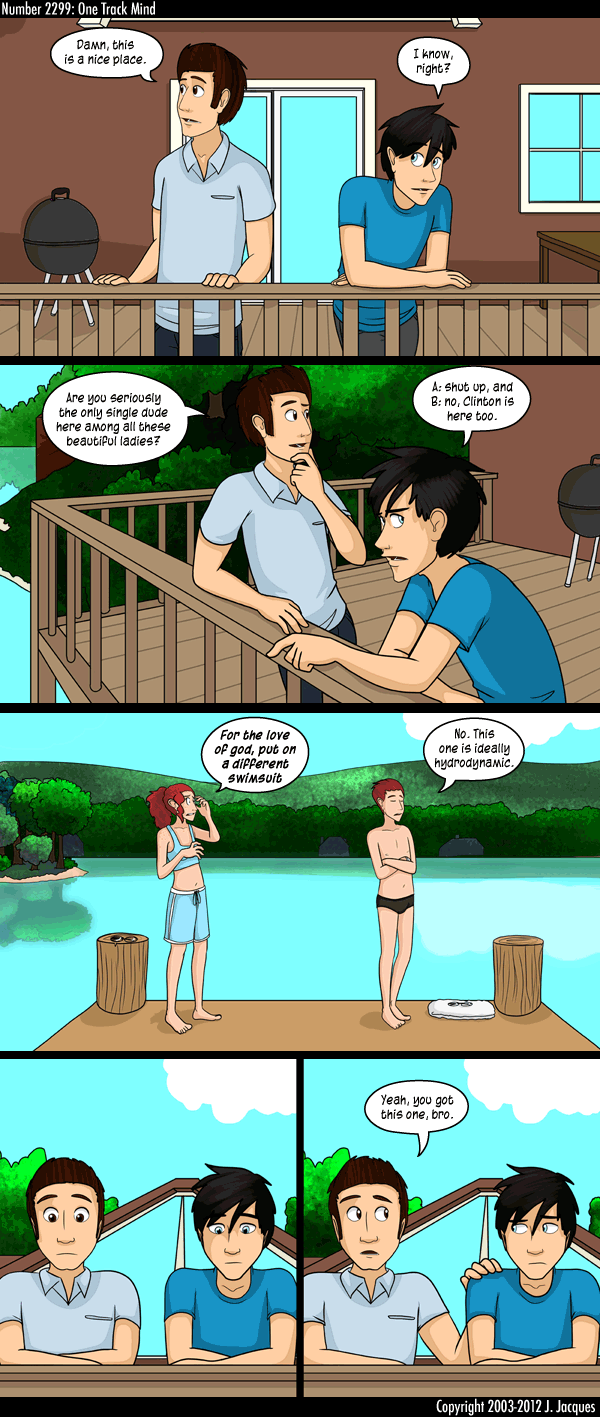 Number 2299: One Track Mind
Damn, this
is a nice place.
I know,
right?
Are you seriously
the only single dude
here among all these
beautiful ladies?
A: shut up, and
B: no, Clinton is
here too.
For the love
of god, put on
a different
swimsuit
No. This
one is ideally
hydrodynamic.
Yeah, you got
this one, bro.
Copyright 2003-2012 J. Jacques